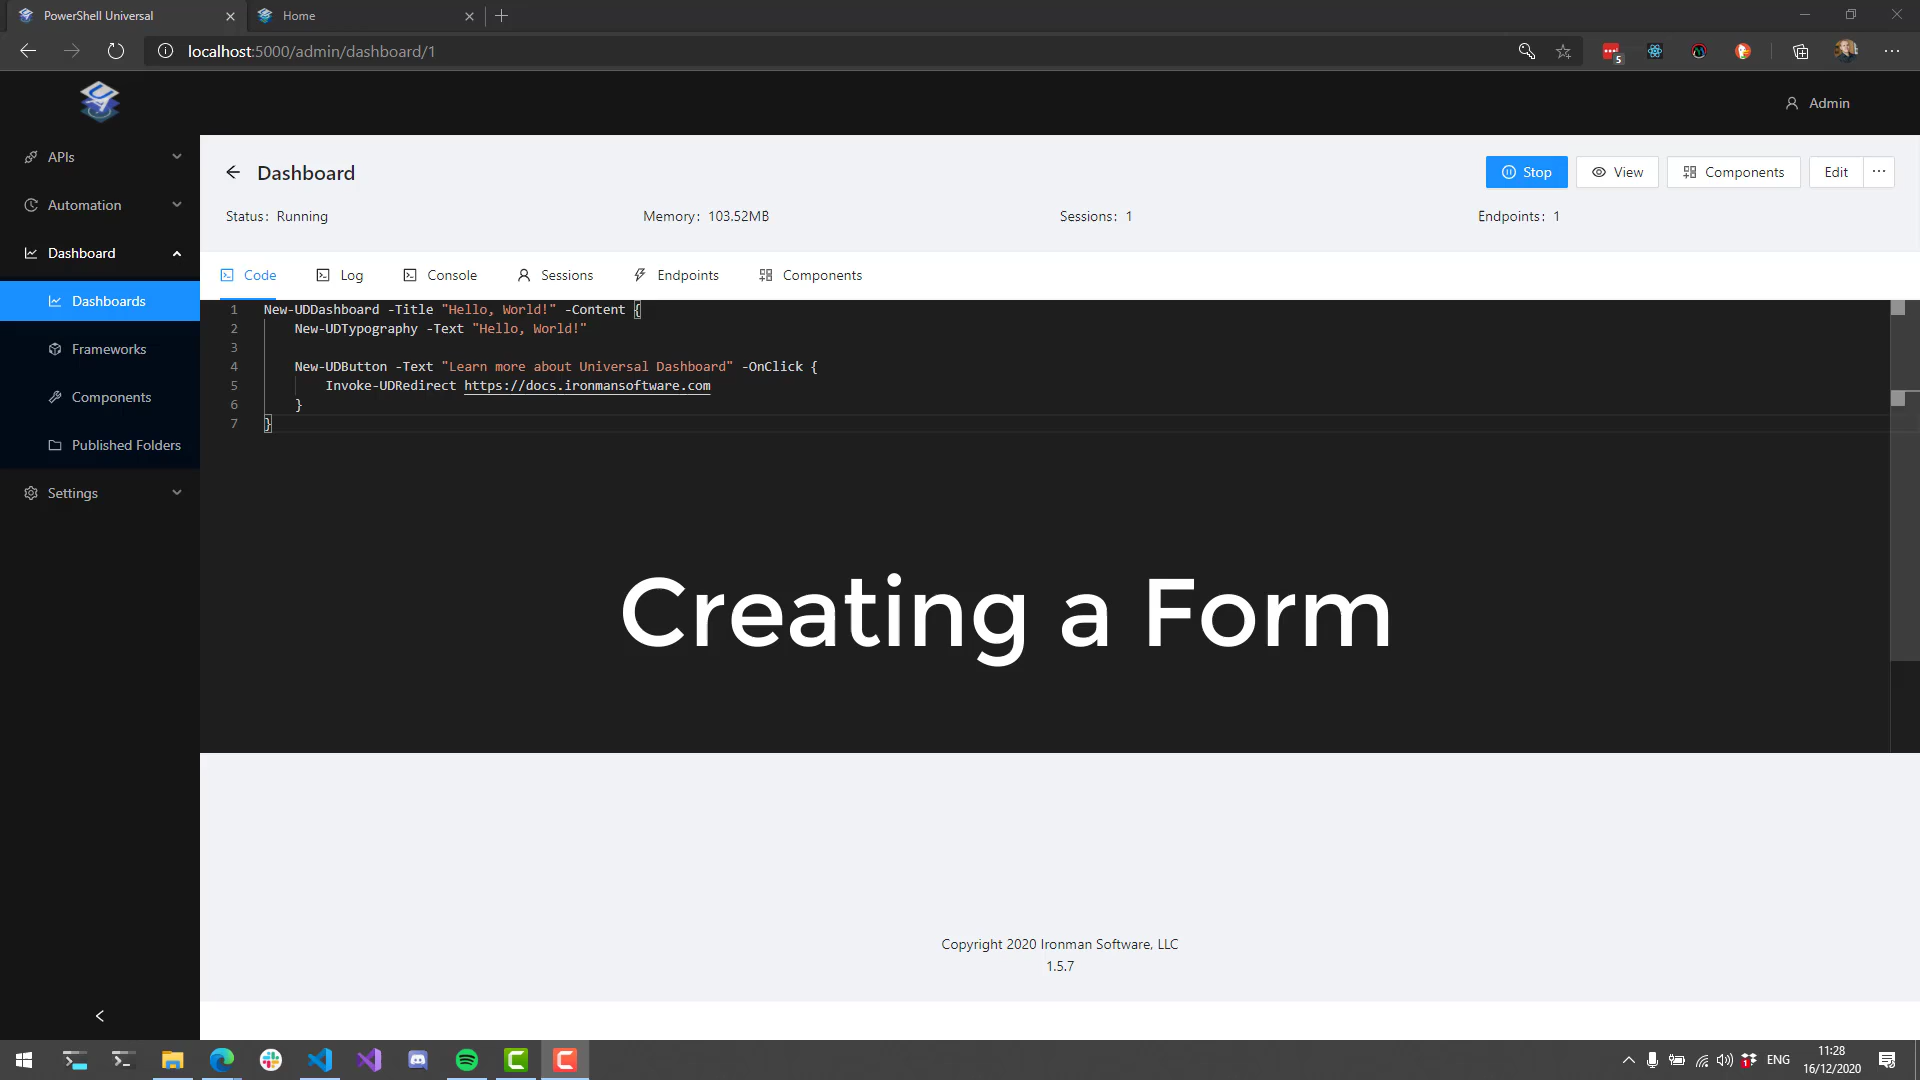 PowerShell Universal
Home
localhost:5000/admin/dashboard/1
5
Admin
APIs
Automation
Dashboard
Dashboards
Frameworks
Components
Published Folders
Settings
Dashboard
Stop
View
Components
Edit
Status: Running
Memory: 103.52MB
Sessions: 1
Endpoints: 1
Code
Log
Console
Sessions
Endpoints
Components
1 New-UDDashboard -Title "Hello, World!" -Content {
2 New-UDTypography -Text "Hello, World!"
3
4 New-UDButton -Text "Learn more about Universal Dashboard" -OnClick {
5 Invoke-UDRedirect https://docs.ironmansoftware.com
6 }
7 }
Creating a Form
Copyright 2020 Ironman Software, LLC
1.5.7
ENG
11:28
16/12/2020